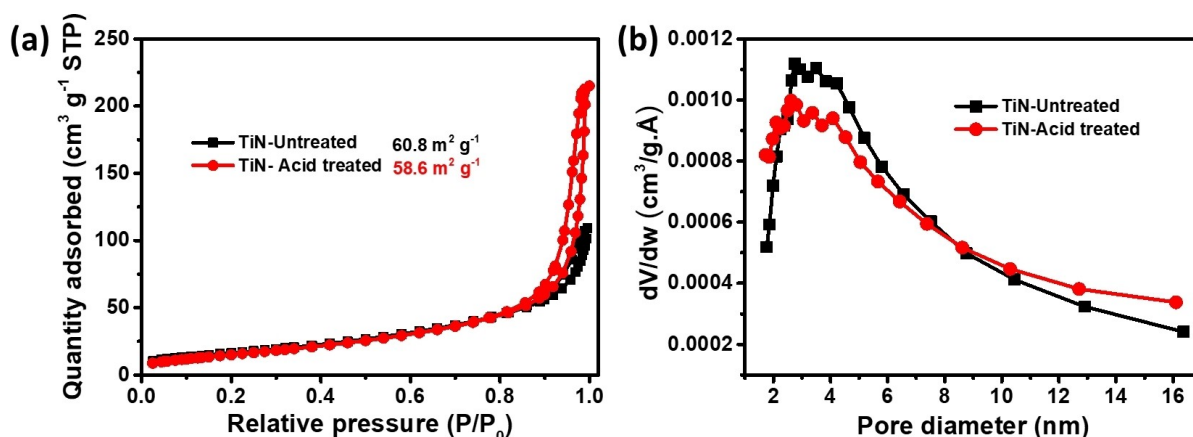 (a)
250
200
150
100
50
0
Quantity adsorbed (cm³ g⁻¹ STP)
TiN-Untreated 60.8 m² g⁻¹
TiN- Acid treated 58.6 m² g⁻¹
0.0 0.2 0.4 0.6 0.8 1.0
Relative pressure (P/P₀)
(b)
0.0012
0.0010
0.0008
0.0006
0.0004
0.0002
dV/dw (cm³/g.Å)
TiN-Untreated
TiN-Acid treated
2 4 6 8 10 12 14 16
Pore diameter (nm)